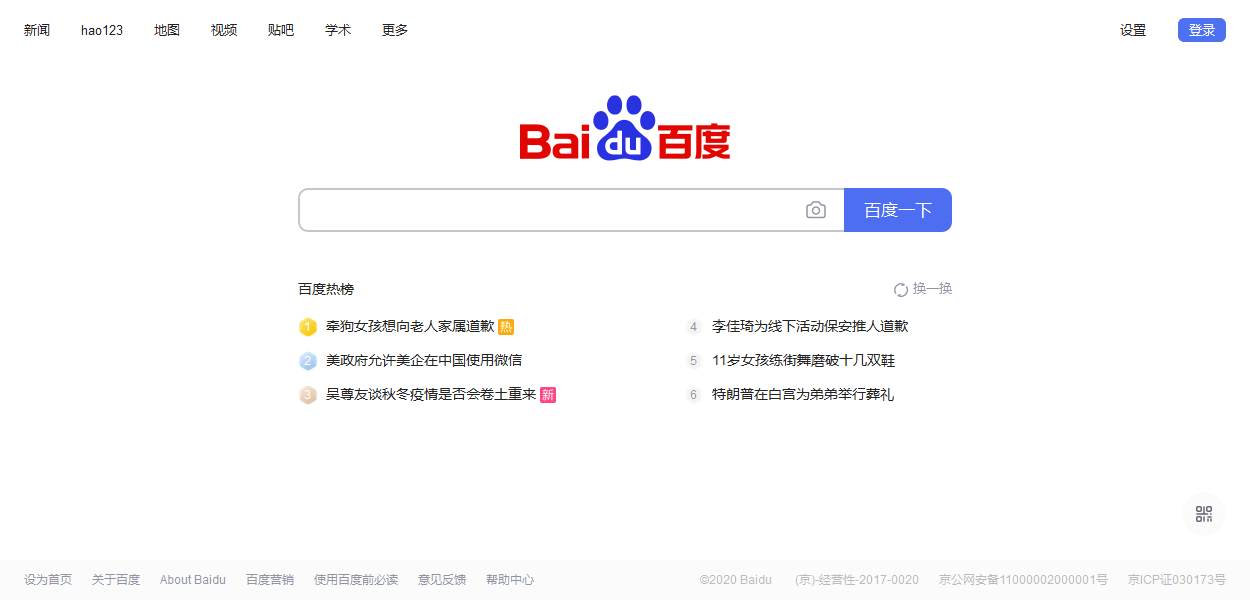 新闻 hao123 地图 视频 贴吧 学术 更多 设置 登录
Baidu百度
百度一下
百度热榜 换一换
1 牵狗女孩想向老人家属道歉 热
2 美政府允许美企在中国使用微信
3 吴尊友谈秋冬疫情是否会卷土重来 新
4 李佳琦为线下活动保安推人道歉
5 11岁女孩练街舞磨破十几双鞋
6 特朗普在白宫为弟弟举行葬礼
设为首页 关于百度 About Baidu 百度营销 使用百度前必读 意见反馈 帮助中心 ©2020 Baidu (京)-经营性-2017-0020 京公网安备11000002000001号 京ICP证030173号